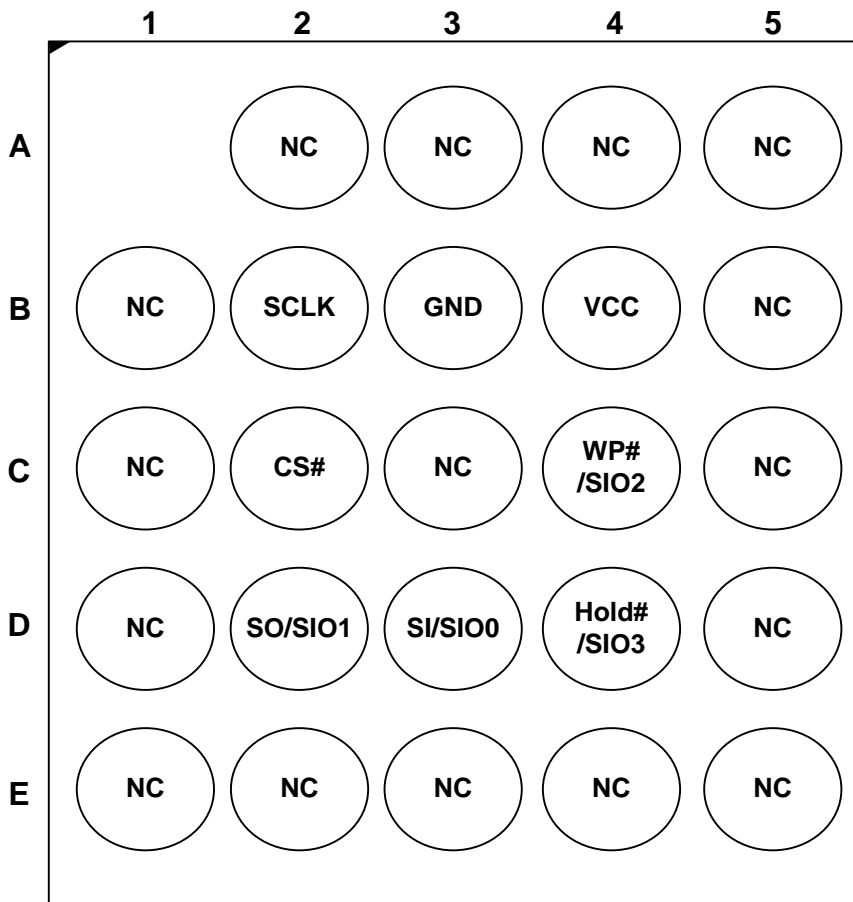 1 2 3 4 5
A NC NC NC NC
B NC SCLK GND VCC NC
C NC CS# NC WP# /SIO2 NC
D NC SO/SIO1 SI/SIO0 Hold# /SIO3 NC
E NC NC NC NC NC